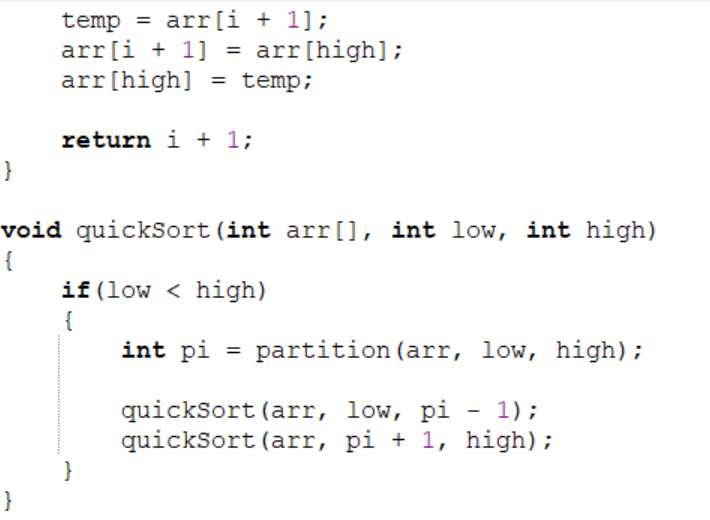 temp = arr[i + 1];
arr[i + 1] = arr[high];
arr[high] = temp;
return i + 1;
}
void quickSort(int arr[], int low, int high)
{
if(low < high)
{
int pi = partition(arr, low, high);
quickSort(arr, low, pi - 1);
quickSort(arr, pi + 1, high);
}
}